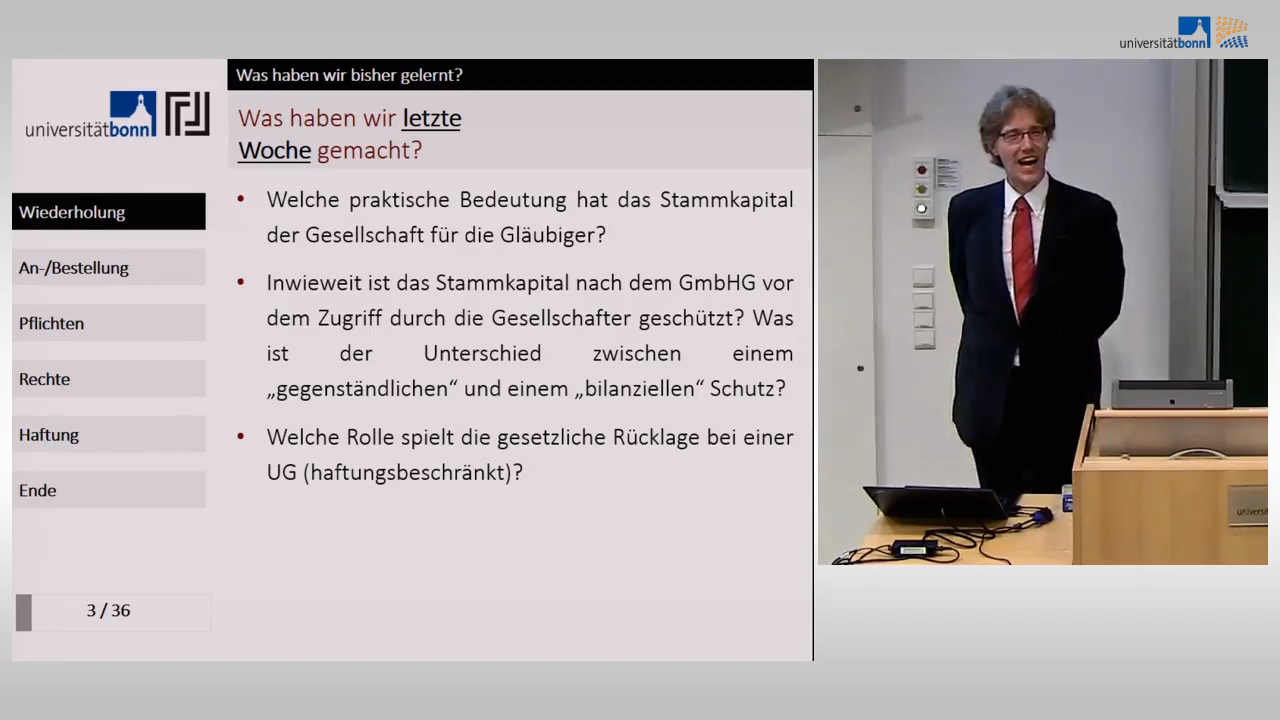 universitätbonn
Was haben wir bisher gelernt?
universitätbonn
Was haben wir letzte
Woche gemacht?
Wiederholung
An-/Bestellung
Pflichten
Rechte
Haftung
Ende
3 / 36
• Welche praktische Bedeutung hat das Stammkapital
der Gesellschaft für die Gläubiger?
• Inwieweit ist das Stammkapital nach dem GmbHG vor
dem Zugriff durch die Gesellschafter geschützt? Was
ist der Unterschied zwischen einem
„gegenständlichen“ und einem „bilanziellen“ Schutz?
• Welche Rolle spielt die gesetzliche Rücklage bei einer
UG (haftungsbeschränkt)?